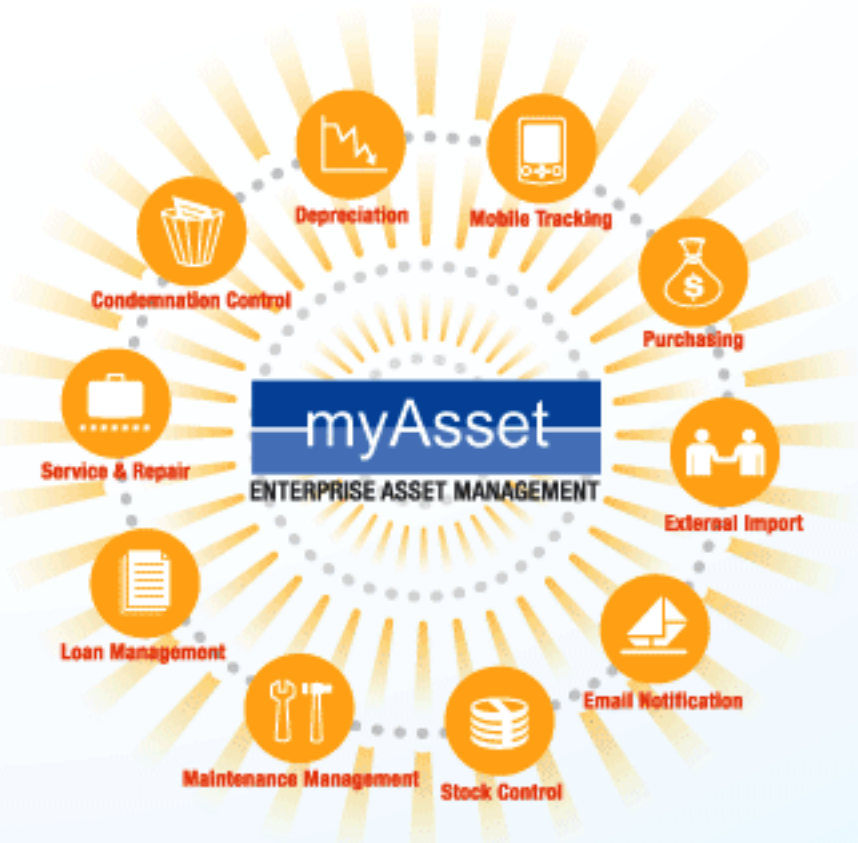 Depreciation
Mobile Tracking
Condemnation Control
$
Purchasing
myAsset
ENTERPRISE ASSET MANAGEMENT
Service & Repair
External Import
Loan Management
Email Notification
Maintenance Management
Stock Control